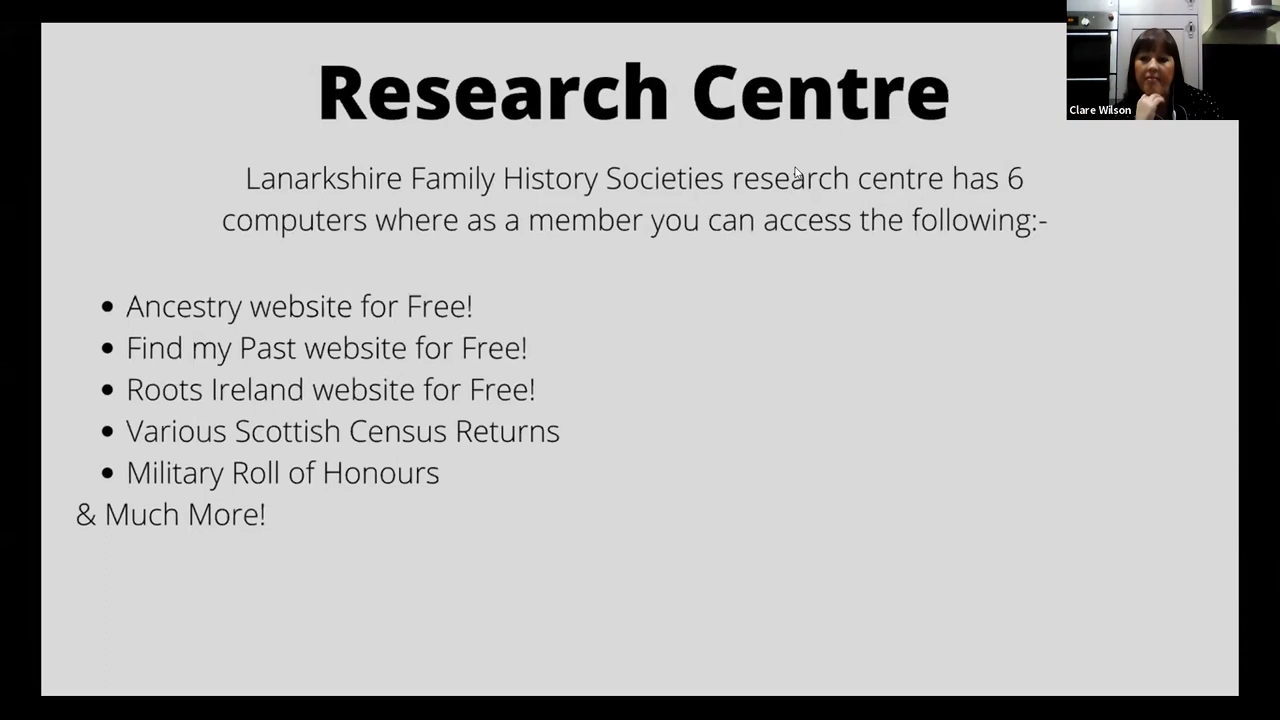 Research Centre
Clare Wilson
Lanarkshire Family History Societies research centre has 6
computers where as a member you can access the following:-
• Ancestry website for Free!
• Find my Past website for Free!
• Roots Ireland website for Free!
• Various Scottish Census Returns
• Military Roll of Honours
& Much More!